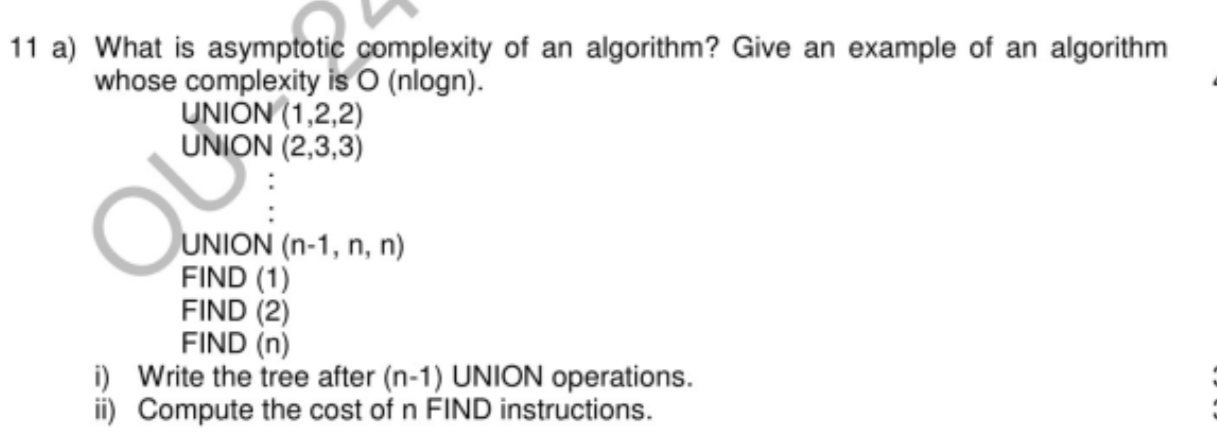 11 a) What is asymptotic complexity of an algorithm? Give an example of an algorithm
whose complexity is O (nlogn).
UNION (1,2,2)
UNION (2,3,3)
:
:
UNION (n-1, n, n)
FIND (1)
FIND (2)
FIND (n)
i) Write the tree after (n-1) UNION operations.
ii) Compute the cost of n FIND instructions.
OU - 24